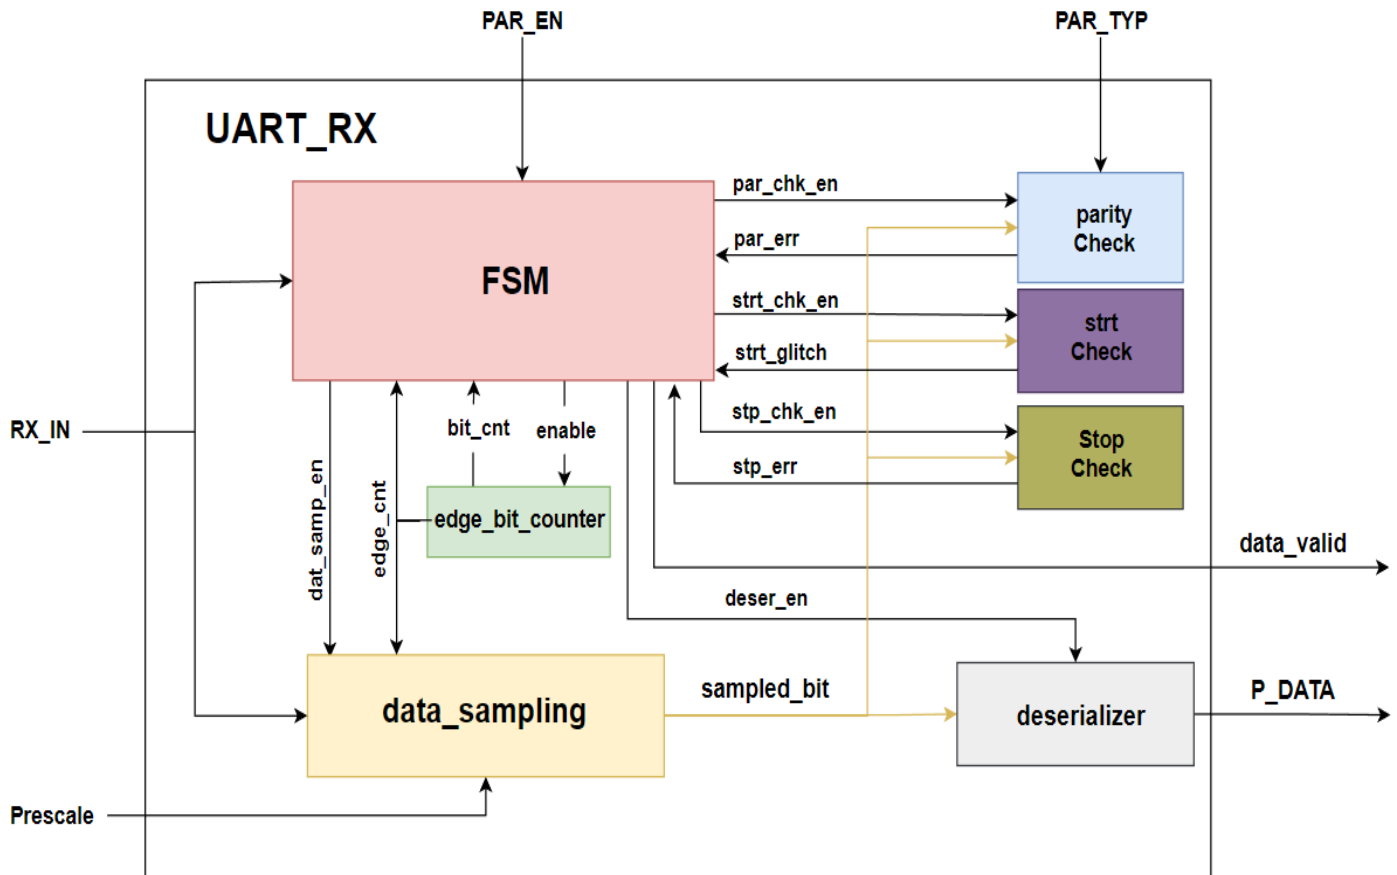 PAR_EN
PAR_TYP
UART_RX
par_chk_en
parity
Check
par_err
FSM
strt_chk_en
strt
Check
strt_glitch
RX_IN
bit_cnt
enable
stp_chk_en
Stop
Check
stp_err
dat_samp_en
edge_cnt
edge_bit_counter
data_valid
deser_en
sampled_bit
P_DATA
data_sampling
deserializer
Prescale